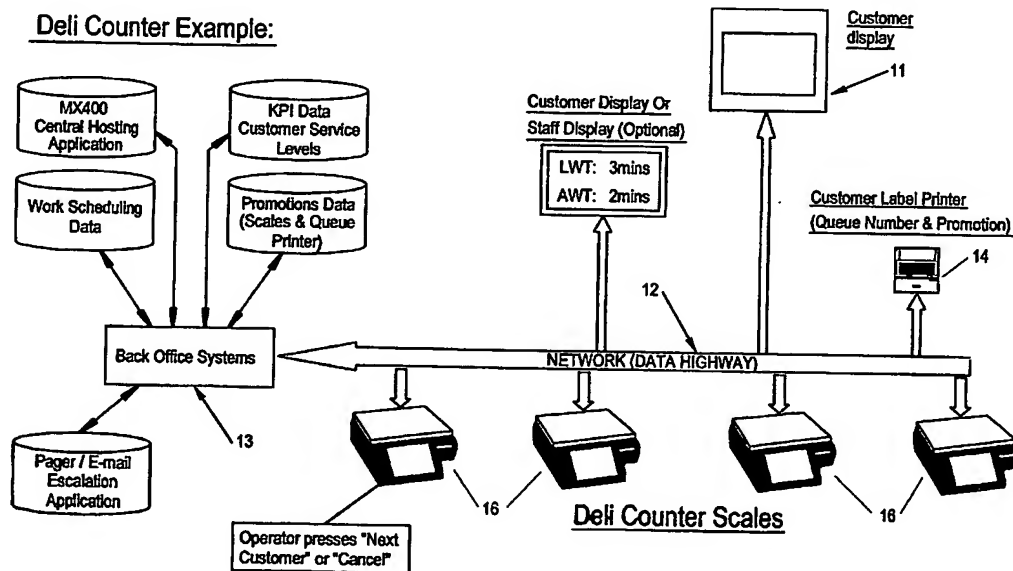 Deli Counter Example:
MX400
Central Hosting
Application
KPI Data
Customer Service
Levels
Work Scheduling
Data
Promotions Data
(Scales & Queue
Printer)
Back Office Systems
13
Pager / E-mail
Escalation
Application
Customer Display Or
Staff Display (Optional)
LWT: 3mins
AWT: 2mins
Customer
display
11
Customer Label Printer
(Queue Number & Promotion)
14
12
NETWORK (DATA HIGHWAY)
16
16
Deli Counter Scales
Operator presses "Next
Customer" or "Cancel"